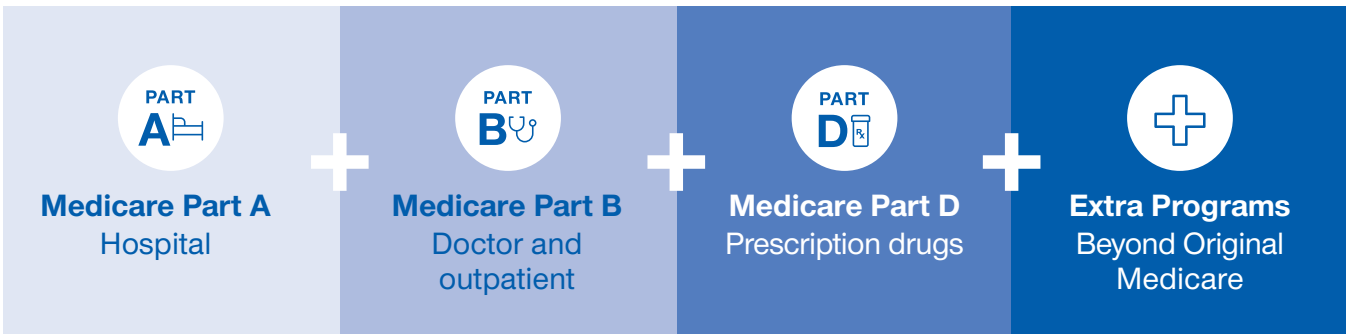 PART
A
Medicare Part A
Hospital
PART
B
Medicare Part B
Doctor and
outpatient
PART
D
Rx
Medicare Part D
Prescription drugs
Extra Programs
Beyond Original
Medicare